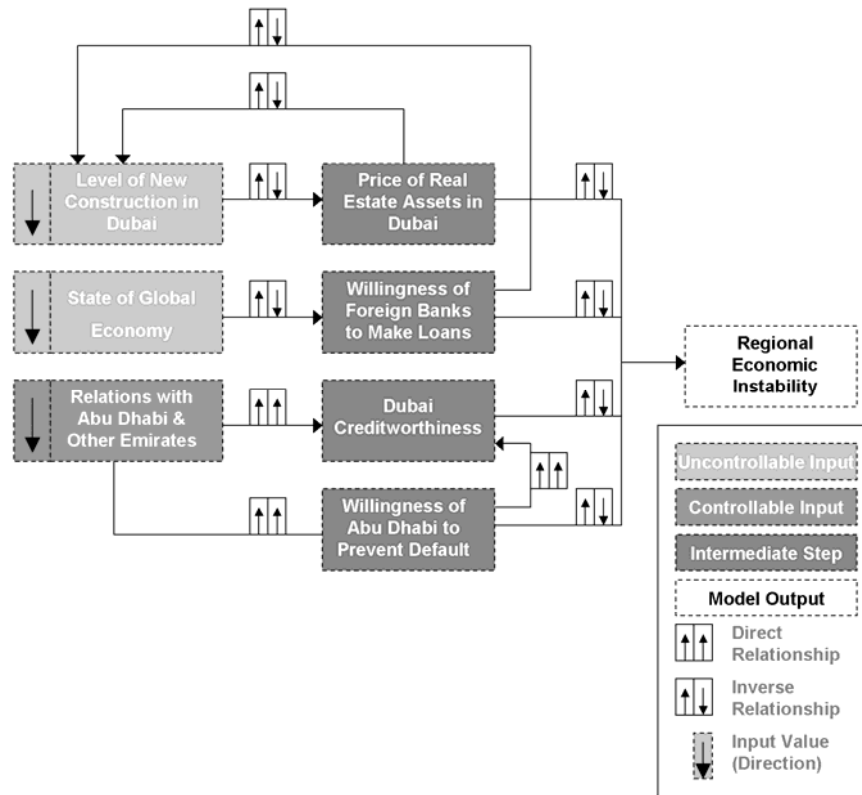 Level of New
Construction in
Dubai
Price of Real
Estate Assets in
Dubai
State of Global
Economy
Willingness of
Foreign Banks
to Make Loans
Relations with
Abu Dhabi &
Other Emirates
Dubai
Creditworthiness
Willingness of
Abu Dhabi to
Prevent Default
Regional
Economic
Instability
Uncontrollable Input
Controllable Input
Intermediate Step
Model Output
Direct
Relationship
Inverse
Relationship
Input Value
(Direction)